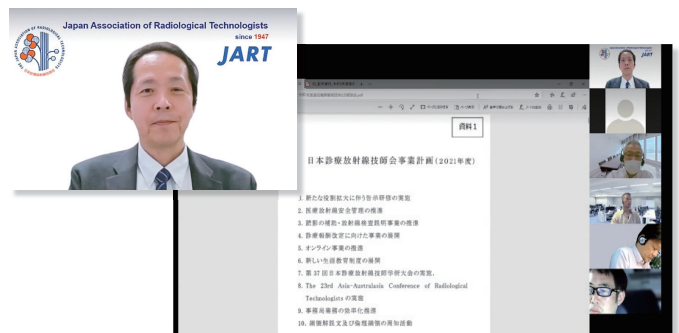 Japan Association of Radiological Technologists
since 1947
JART
資料1
日本診療放射線技師会事業計画(2021年度)
1. 新たな役割拡大に伴う告示研修の実施
2. 医療放射線安全管理の推進
3. 読影の補助・放射線検査説明事業の推進
4. 診療報酬改定に向けた事業の展開
5. オンライン事業の推進
6. 新しい生涯教育制度の展開
7. 第 37 回日本診療放射線技師学術大会の実施。
8. The 23rd Asia-Australasia Conference of Radiological
Technologists の実施
9. 事務局業務の効率化推進
10. 綱領解説文及び倫理綱領の周知活動
JART